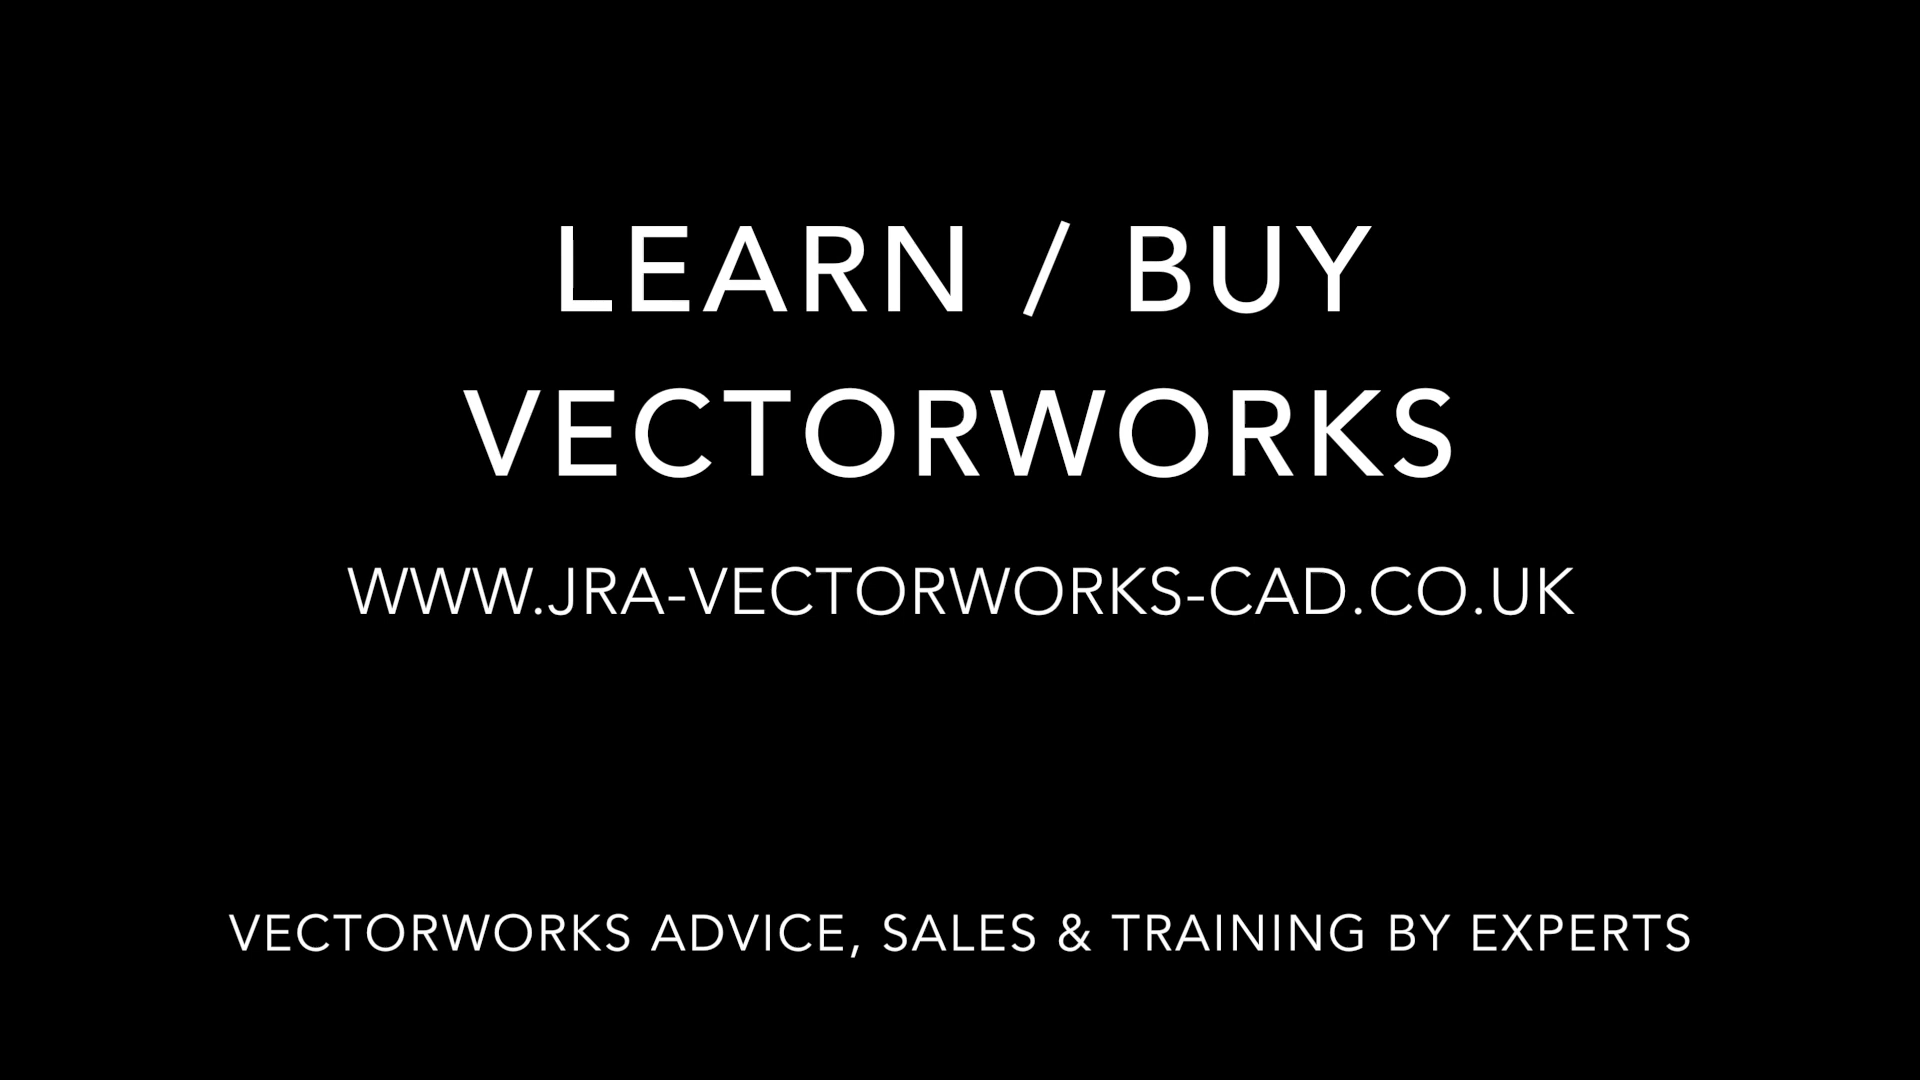 LEARN / BUY
VECTORWORKS
WWW.JRA-VECTORWORKS-CAD.CO.UK
VECTORWORKS ADVICE, SALES & TRAINING BY EXPERTS